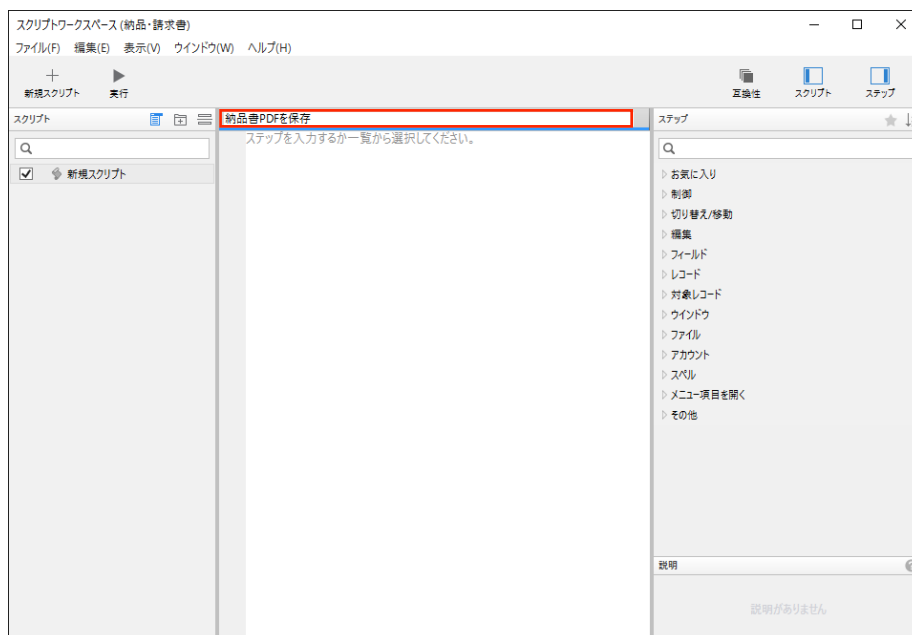 スクリプトワークスペース (納品・請求書)
ファイル(F) 編集(E) 表示(V) ウインドウ(W) ヘルプ(H)
新規スクリプト 実行 互換性 スクリプト ステップ
スクリプト
新規スクリプト
納品書PDFを保存
ステップを入力するか一覧から選択してください。
ステップ
お気に入り
制御
切り替え/移動
編集
フィールド
レコード
対象レコード
ウインドウ
ファイル
アカウント
スペル
メニュー項目を開く
その他
説明
説明がありません